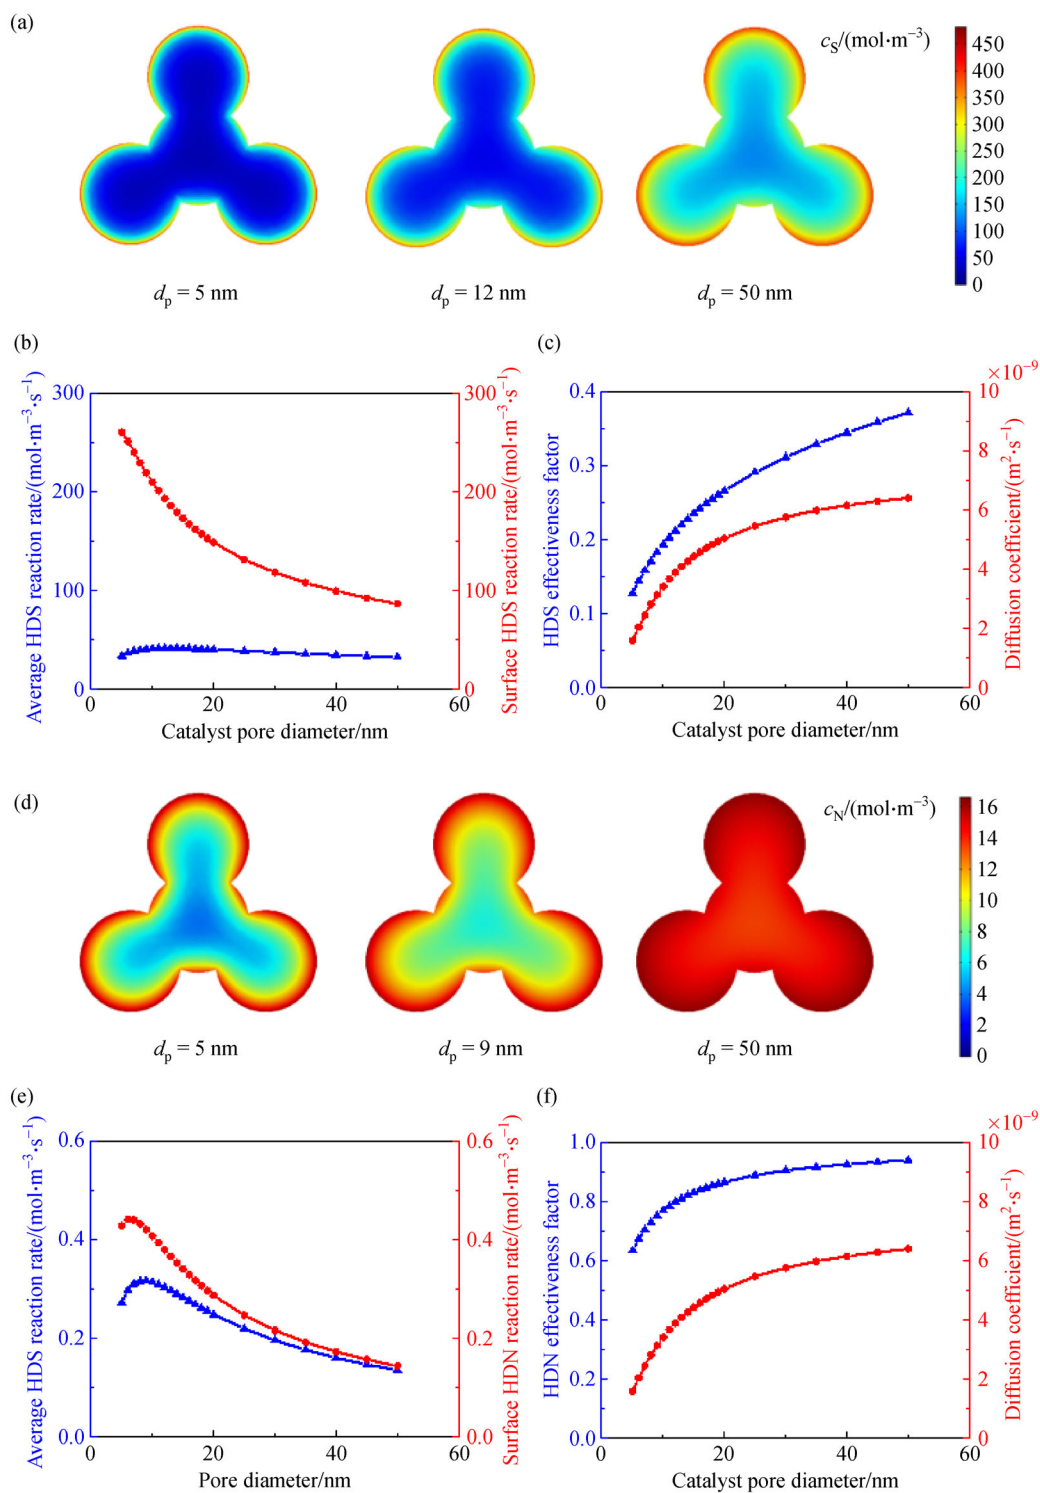 (a)
c_S/(mol·m⁻³)
450
400
350
300
250
200
150
100
50
0
d_p = 5 nm
d_p = 12 nm
d_p = 50 nm
(b)
Average HDS reaction rate/(mol·m⁻³·s⁻¹)
300
200
100
0
Surface HDS reaction rate/(mol·m⁻³·s⁻¹)
300
200
100
0
0 20 40 60
Catalyst pore diameter/nm
(c)
HDS effectiveness factor
0.4
0.3
0.2
0.1
0.0
×10⁻⁹
Diffusion coefficient/(m²·s⁻¹)
10
8
6
4
2
0
0 20 40 60
Catalyst pore diameter/nm
(d)
c_N/(mol·m⁻³)
16
14
12
10
8
6
4
2
0
d_p = 5 nm
d_p = 9 nm
d_p = 50 nm
(e)
Average HDS reaction rate/(mol·m⁻³·s⁻¹)
0.6
0.4
0.2
0.0
Surface HDN reaction rate/(mol·m⁻³·s⁻¹)
0.6
0.4
0.2
0.0
0 20 40 60
Pore diameter/nm
(f)
HDN effectiveness factor
1.0
0.8
0.6
0.4
0.2
0.0
×10⁻⁹
Diffusion coefficient/(m²·s⁻¹)
10
8
6
4
2
0
0 20 40 60
Catalyst pore diameter/nm